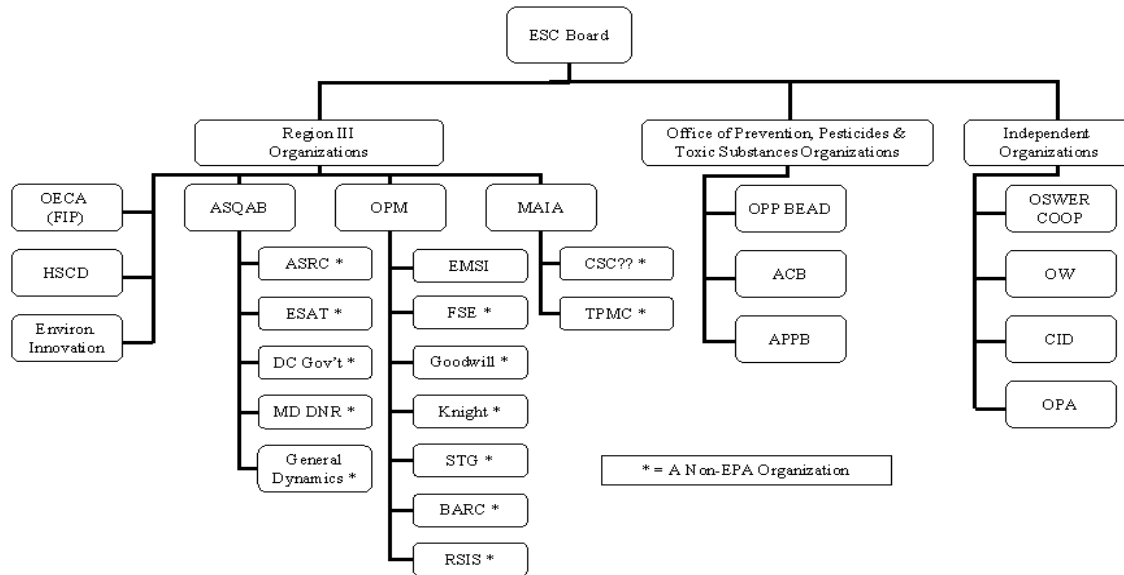 ESC Board
Region III
Organizations
Office of Prevention, Pesticides &
Toxic Substances Organizations
Independent
Organizations
OECA
(FIP)
HSCD
Environ.
Innovation
ASQAB
ASRC *
ESAT *
DC Gov't *
MD DNR *
General
Dynamics *
OPM
EMSI
FSE *
Goodwill *
Knight *
STG *
BARC *
RSIS *
MAIA
CSC?? *
TPMC *
OPP BEAD
ACB
APPB
OSWER
COOP
OW
CID
OPA
* = A Non-EPA Organization